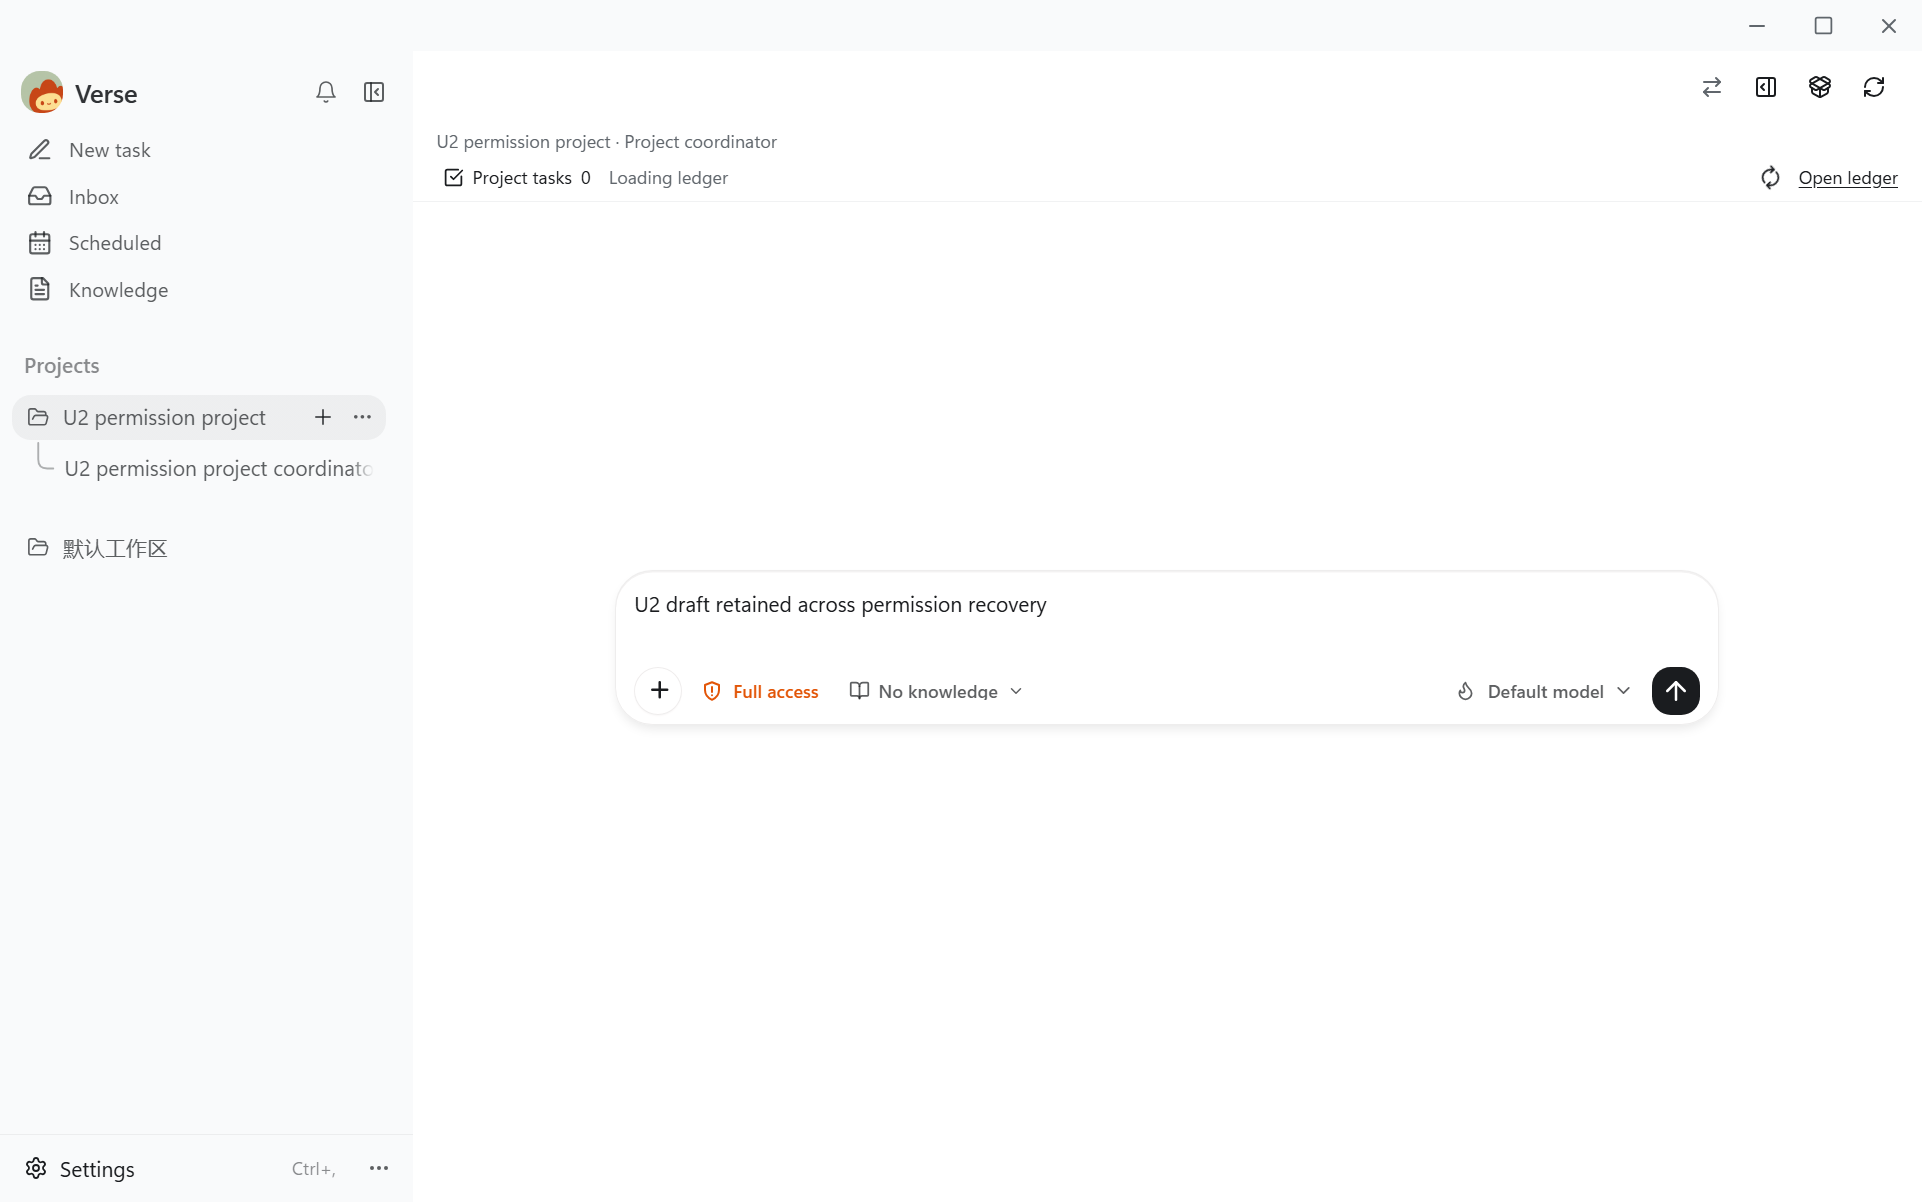 Verse
New task
Inbox
Scheduled
Knowledge
Projects
U2 permission project
U2 permission project coordinato
默认工作区
Settings Ctrl+,
U2 permission project · Project coordinator
Project tasks 0 Loading ledger Open ledger
U2 draft retained across permission recovery
Full access No knowledge Default model